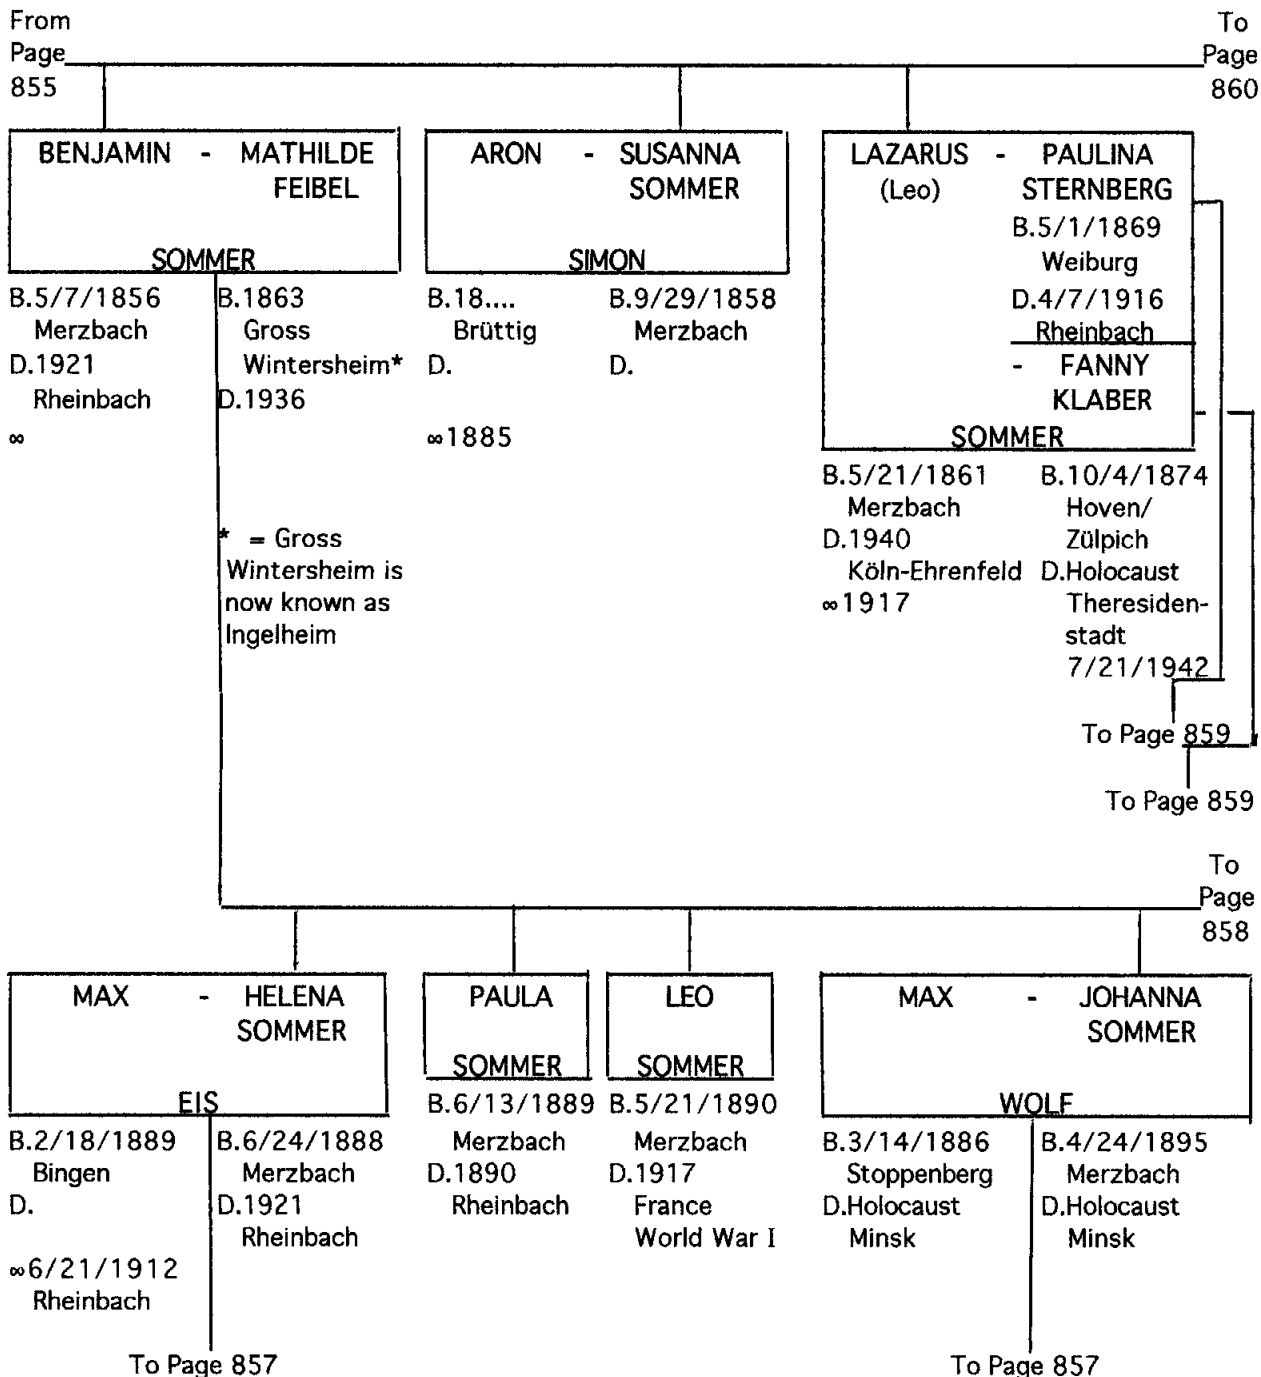 From
Page
855
To
Page
860
BENJAMIN - MATHILDE
FEIBEL
SOMMER
B.5/7/1856
Merzbach
D.1921
Rheinbach
∞
B.1863
Gross
Wintersheim*
D.1936
* = Gross
Wintersheim is
now known as
Ingelheim
ARON - SUSANNA
SOMMER
SIMON
B.18....
Brüttig
D.
∞1885
B.9/29/1858
Merzbach
D.
LAZARUS - PAULINA
(Leo) STERNBERG
B.5/1/1869
Weiburg
D.4/7/1916
Rheinbach
- FANNY
KLABER
SOMMER
B.5/21/1861
Merzbach
D.1940
Köln-Ehrenfeld
∞1917
B.10/4/1874
Hoven/
Zülpich
D.Holocaust
Theresiden-
stadt
7/21/1942
To Page 859
To Page 859
To
Page
858
MAX - HELENA
SOMMER
EIS
B.2/18/1889
Bingen
D.
∞6/21/1912
Rheinbach
B.6/24/1888
Merzbach
D.1921
Rheinbach
To Page 857
PAULA
SOMMER
B.6/13/1889
Merzbach
D.1890
Rheinbach
LEO
SOMMER
B.5/21/1890
Merzbach
D.1917
France
World War I
MAX - JOHANNA
SOMMER
WOLF
B.3/14/1886
Stoppenberg
D.Holocaust
Minsk
B.4/24/1895
Merzbach
D.Holocaust
Minsk
To Page 857